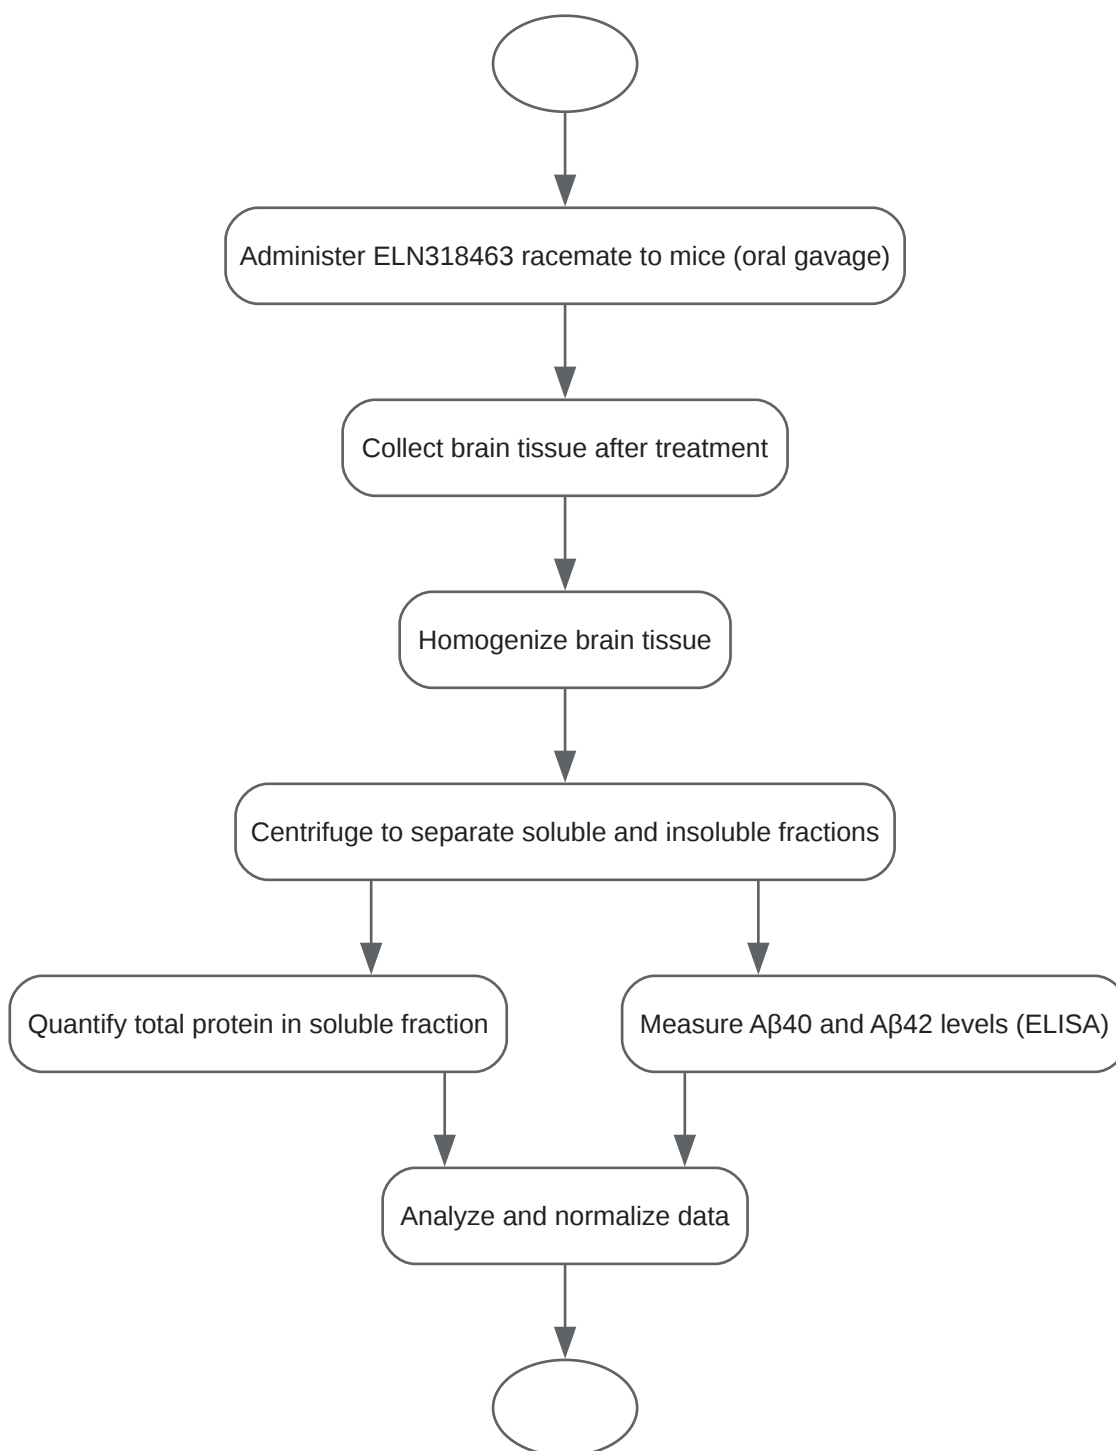 Administer ELN318463 racemate to mice (oral gavage)
Collect brain tissue after treatment
Homogenize brain tissue
Centrifuge to separate soluble and insoluble fractions
Quantify total protein in soluble fraction
Measure Aβ40 and Aβ42 levels (ELISA)
Analyze and normalize data